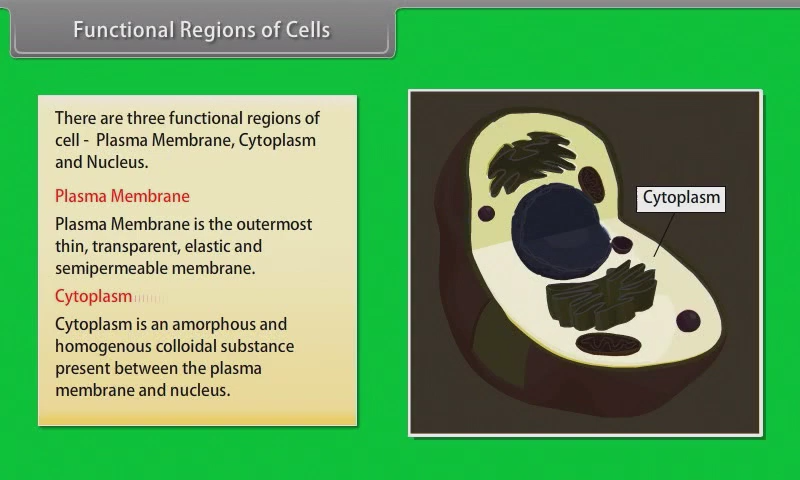 Functional Regions of Cells
There are three functional regions of
cell - Plasma Membrane, Cytoplasm
and Nucleus.
Plasma Membrane
Plasma Membrane is the outermost
thin, transparent, elastic and
semipermeable membrane.
Cytoplasm
Cytoplasm is an amorphous and
homogenous colloidal substance
present between the plasma
membrane and nucleus.
Cytoplasm